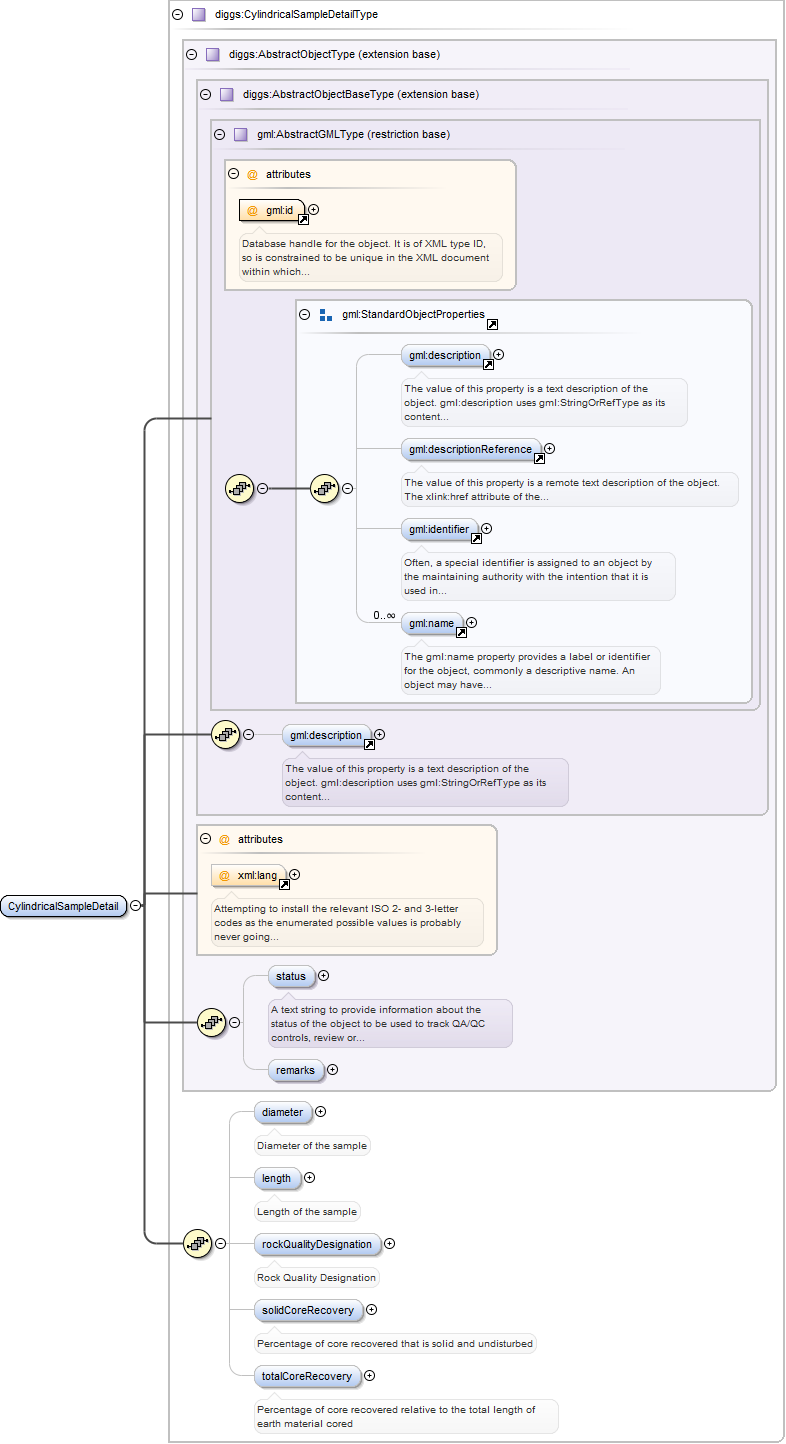 diggs:CylindricalSampleDetailType
diggs:AbstractObjectType (extension base)
diggs:AbstractObjectBaseType (extension base)
gml:AbstractGMLType (restriction base)
@ attributes
@ gml:id
Database handle for the object. It is of XML type ID,
so is constrained to be unique in the XML document
within which...
gml:StandardObjectProperties
gml:description
The value of this property is a text description of the
object. gml:description uses gml:StringOrRefType as its
content...
gml:descriptionReference
The value of this property is a remote text description of the object.
The xlink:href attribute of the...
gml:identifier
Often, a special identifier is assigned to an object by
the maintaining authority with the intention that it is
used in...
0..∞
gml:name
The gml:name property provides a label or identifier
for the object, commonly a descriptive name. An
object may have...
gml:description
The value of this property is a text description of the
object. gml:description uses gml:StringOrRefType as its
content...
@ attributes
@ xml:lang
Attempting to install the relevant ISO 2- and 3-letter
codes as the enumerated possible values is probably
never going...
CylindricalSampleDetail
status
A text string to provide information about the
status of the object to be used to track QA/QC
controls, review or...
remarks
diameter
Diameter of the sample
length
Length of the sample
rockQualityDesignation
Rock Quality Designation
solidCoreRecovery
Percentage of core recovered that is solid and undisturbed
totalCoreRecovery
Percentage of core recovered relative to the total length of
earth material cored